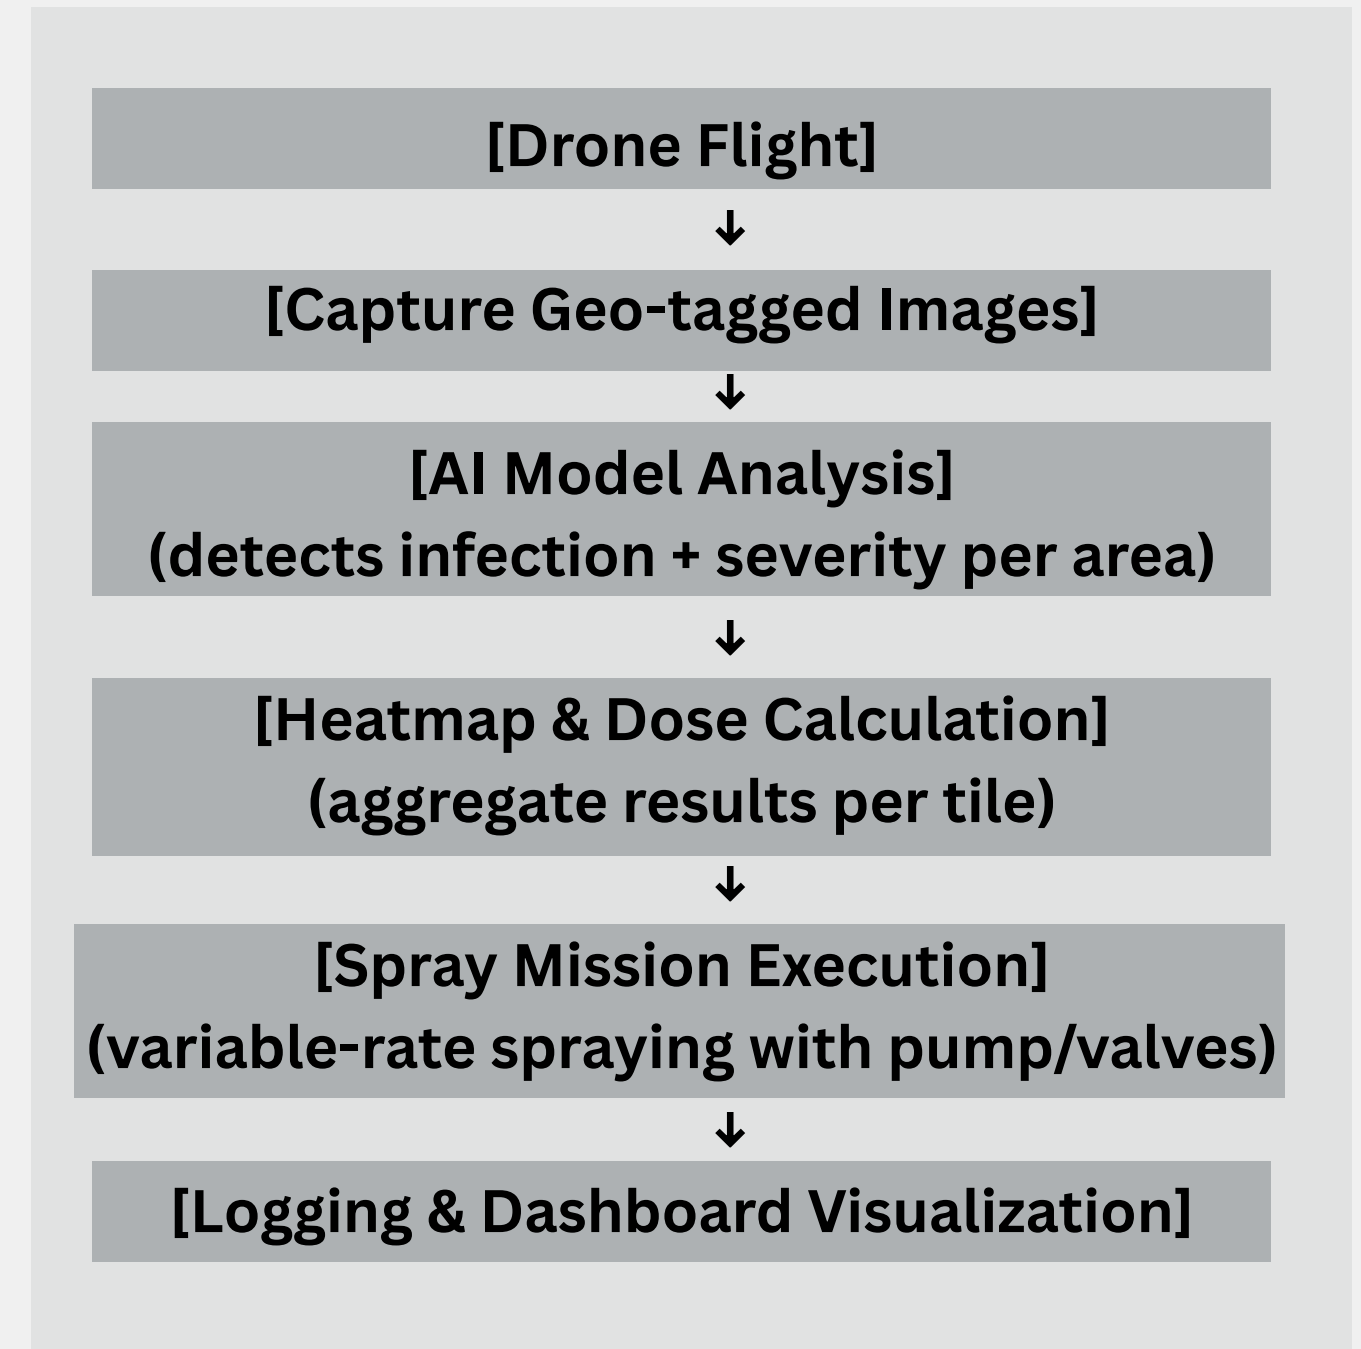 [Drone Flight]
↓
[Capture Geo-tagged Images]
↓
[AI Model Analysis]
(detects infection + severity per area)
↓
[Heatmap & Dose Calculation]
(aggregate results per tile)
↓
[Spray Mission Execution]
(variable-rate spraying with pump/valves)
↓
[Logging & Dashboard Visualization]